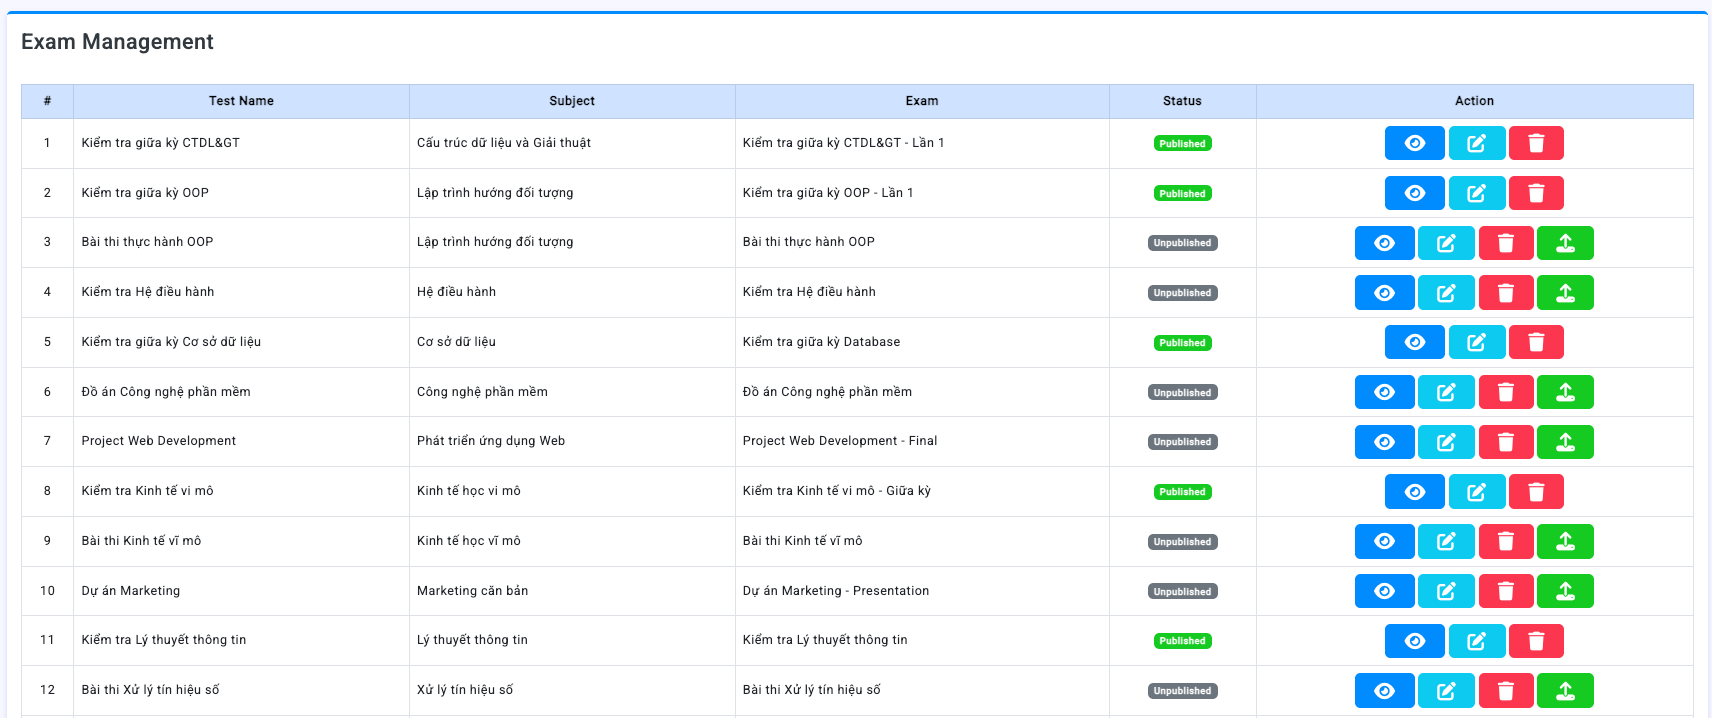 Exam Management
# Test Name Subject Exam Status Action
1 Kiểm tra giữa kỳ CTDL&GT Cấu trúc dữ liệu và Giải thuật Kiểm tra giữa kỳ CTDL&GT - Lần 1 Published
2 Kiểm tra giữa kỳ OOP Lập trình hướng đối tượng Kiểm tra giữa kỳ OOP - Lần 1 Published
3 Bài thi thực hành OOP Lập trình hướng đối tượng Bài thi thực hành OOP Unpublished
4 Kiểm tra Hệ điều hành Hệ điều hành Kiểm tra Hệ điều hành Unpublished
5 Kiểm tra giữa kỳ Cơ sở dữ liệu Cơ sở dữ liệu Kiểm tra giữa kỳ Database Published
6 Đồ án Công nghệ phần mềm Công nghệ phần mềm Đồ án Công nghệ phần mềm Unpublished
7 Project Web Development Phát triển ứng dụng Web Project Web Development - Final Unpublished
8 Kiểm tra Kinh tế vi mô Kinh tế học vi mô Kiểm tra Kinh tế vi mô - Giữa kỳ Published
9 Bài thi Kinh tế vĩ mô Kinh tế học vĩ mô Bài thi Kinh tế vĩ mô Unpublished
10 Dự án Marketing Marketing căn bản Dự án Marketing - Presentation Unpublished
11 Kiểm tra Lý thuyết thông tin Lý thuyết thông tin Kiểm tra Lý thuyết thông tin Published
12 Bài thi Xử lý tín hiệu số Xử lý tín hiệu số Bài thi Xử lý tín hiệu số Unpublished